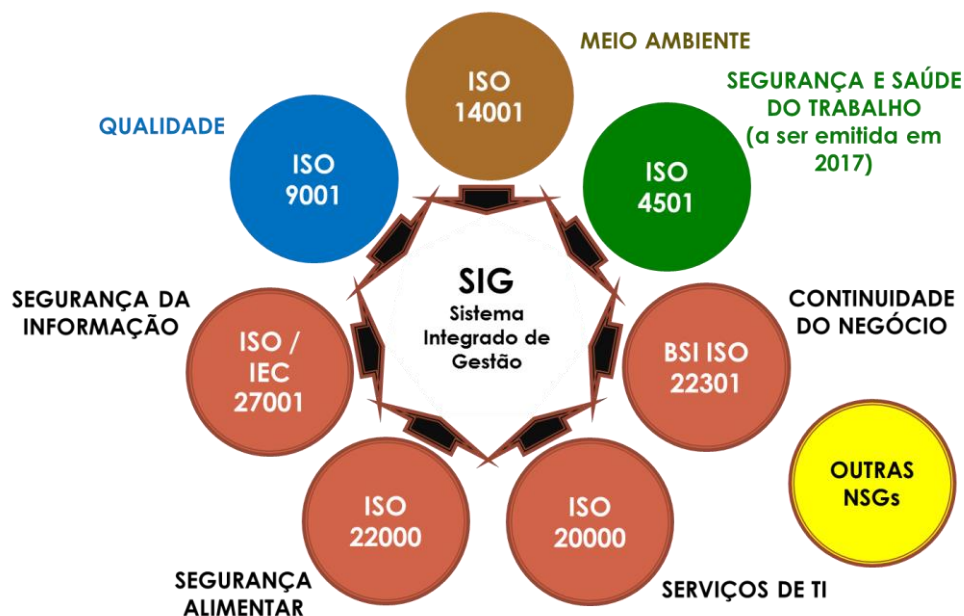 MEIO AMBIENTE
ISO
14001
SEGURANÇA E SAÚDE
DO TRABALHO
(a ser emitida em
2017)
QUALIDADE
ISO
9001
ISO
4501
SIG
Sistema
Integrado de
Gestão
SEGURANÇA DA
INFORMAÇÃO
ISO /
IEC
27001
CONTINUIDADE
DO NEGÓCIO
BSI ISO
22301
OUTRAS
NSGs
ISO
22000
ISO
20000
SEGURANÇA
ALIMENTAR
SERVIÇOS DE TI